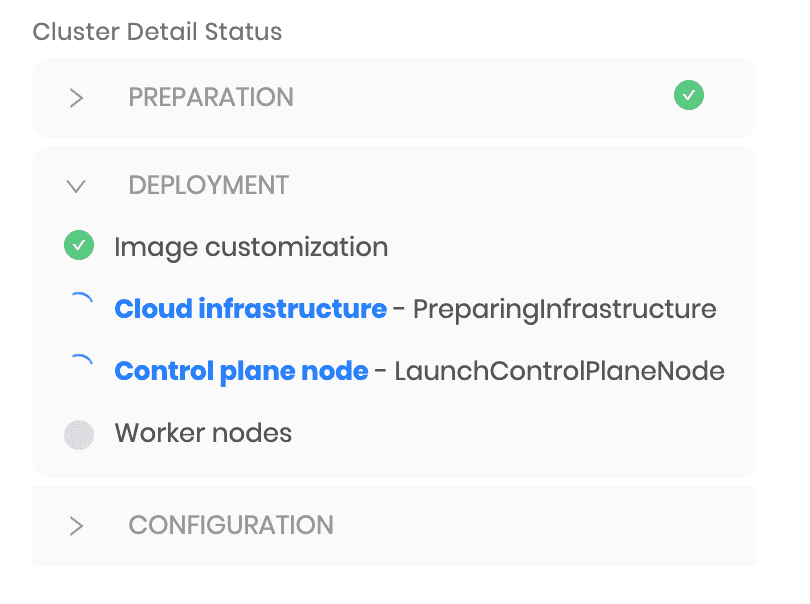 Cluster Detail Status
PREPARATION
DEPLOYMENT
Image customization
Cloud infrastructure - PreparingInfrastructure
Control plane node - LaunchControlPlaneNode
Worker nodes
CONFIGURATION